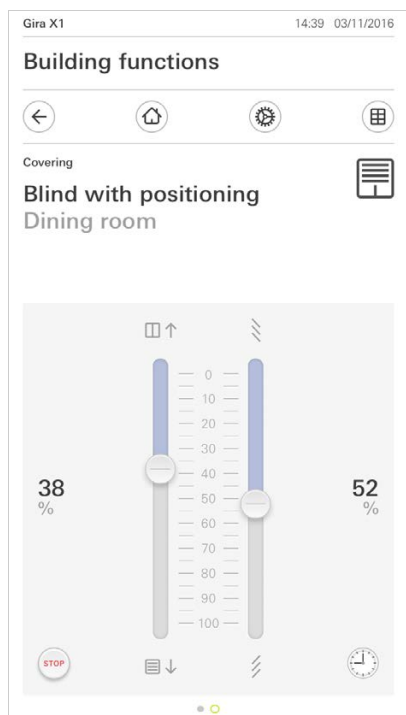 Gira X1 14:39 03/11/2016
Building functions
Covering
Blind with positioning
Dining room
0
10
20
30
38 %
40
50
52 %
60
70
80
90
100
STOP